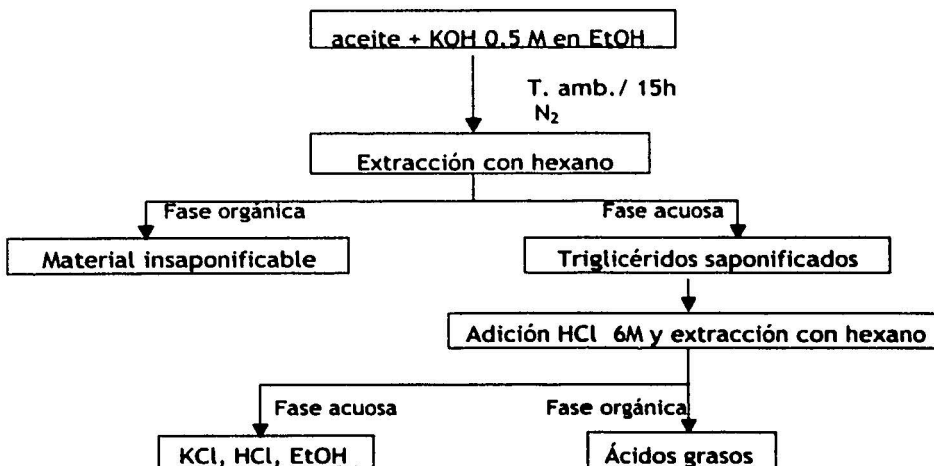 aceite + KOH 0.5 M en EtOH
T. amb./ 15h
N₂
Extracción con hexano
Fase orgánica
Fase acuosa
Material insaponificable
Triglicéridos saponificados
Adición HCl 6M y extracción con hexano
Fase acuosa
Fase orgánica
KCl, HCl, EtOH
Ácidos grasos